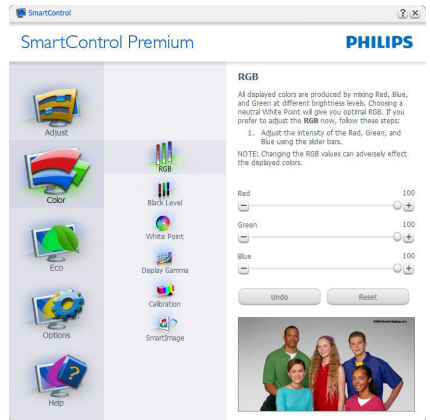 SmartControl
SmartControl Premium
PHILIPS
Adjust
Color
Eco
Options
Help
RGB
Black Level
White Point
Display Gamma
Calibration
SmartImage
RGB
All displayed colors are produced by mixing Red, Blue,
and Green at different brightness levels. Choosing a
neutral White Point will give you optimal RGB. If you
prefer to adjust the RGB now, follow these steps:
1. Adjust the intensity of the Red, Green, and
Blue using the slider bars.
NOTE: Changing the RGB values can adversely effect
the displayed colors.
Red 100
Green 100
Blue 100
Undo Reset